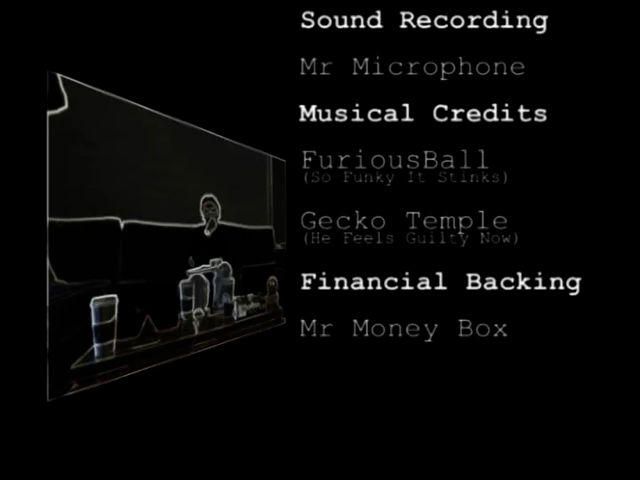 Sound Recording
Mr Microphone
Musical Credits
FuriousBall
(So Funky It Stinks)
Gecko Temple
(He Feels Guilty Now)
Financial Backing
Mr Money Box